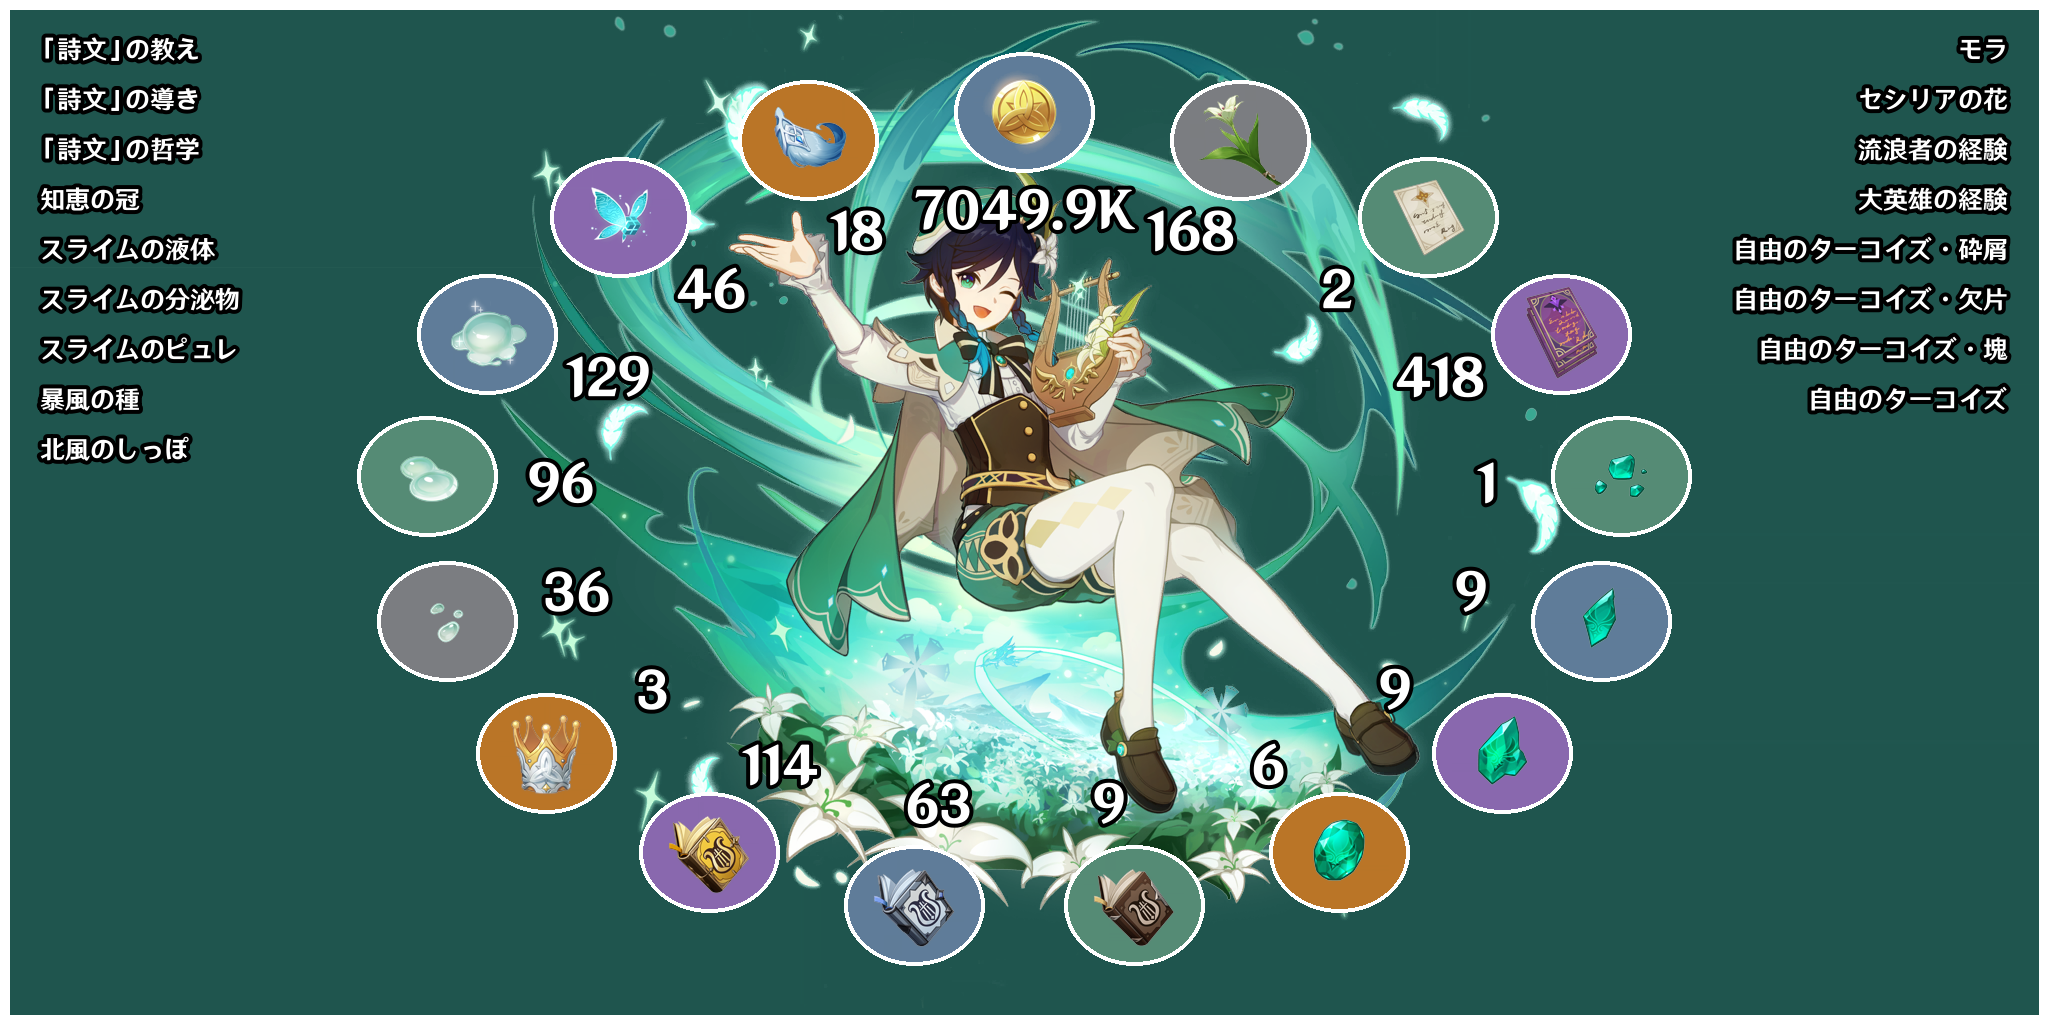 「詩文」の教え
「詩文」の導き
「詩文」の哲学
知恵の冠
スライムの液体
スライムの分泌物
スライムのピュレ
暴風の種
北風のしっぽ
モラ
セシリアの花
流浪者の経験
大英雄の経験
自由のターコイズ・砕屑
自由のターコイズ・欠片
自由のターコイズ・塊
自由のターコイズ
7049.9K
168
2
418
1
9
9
6
9
63
114
3
36
96
129
46
18